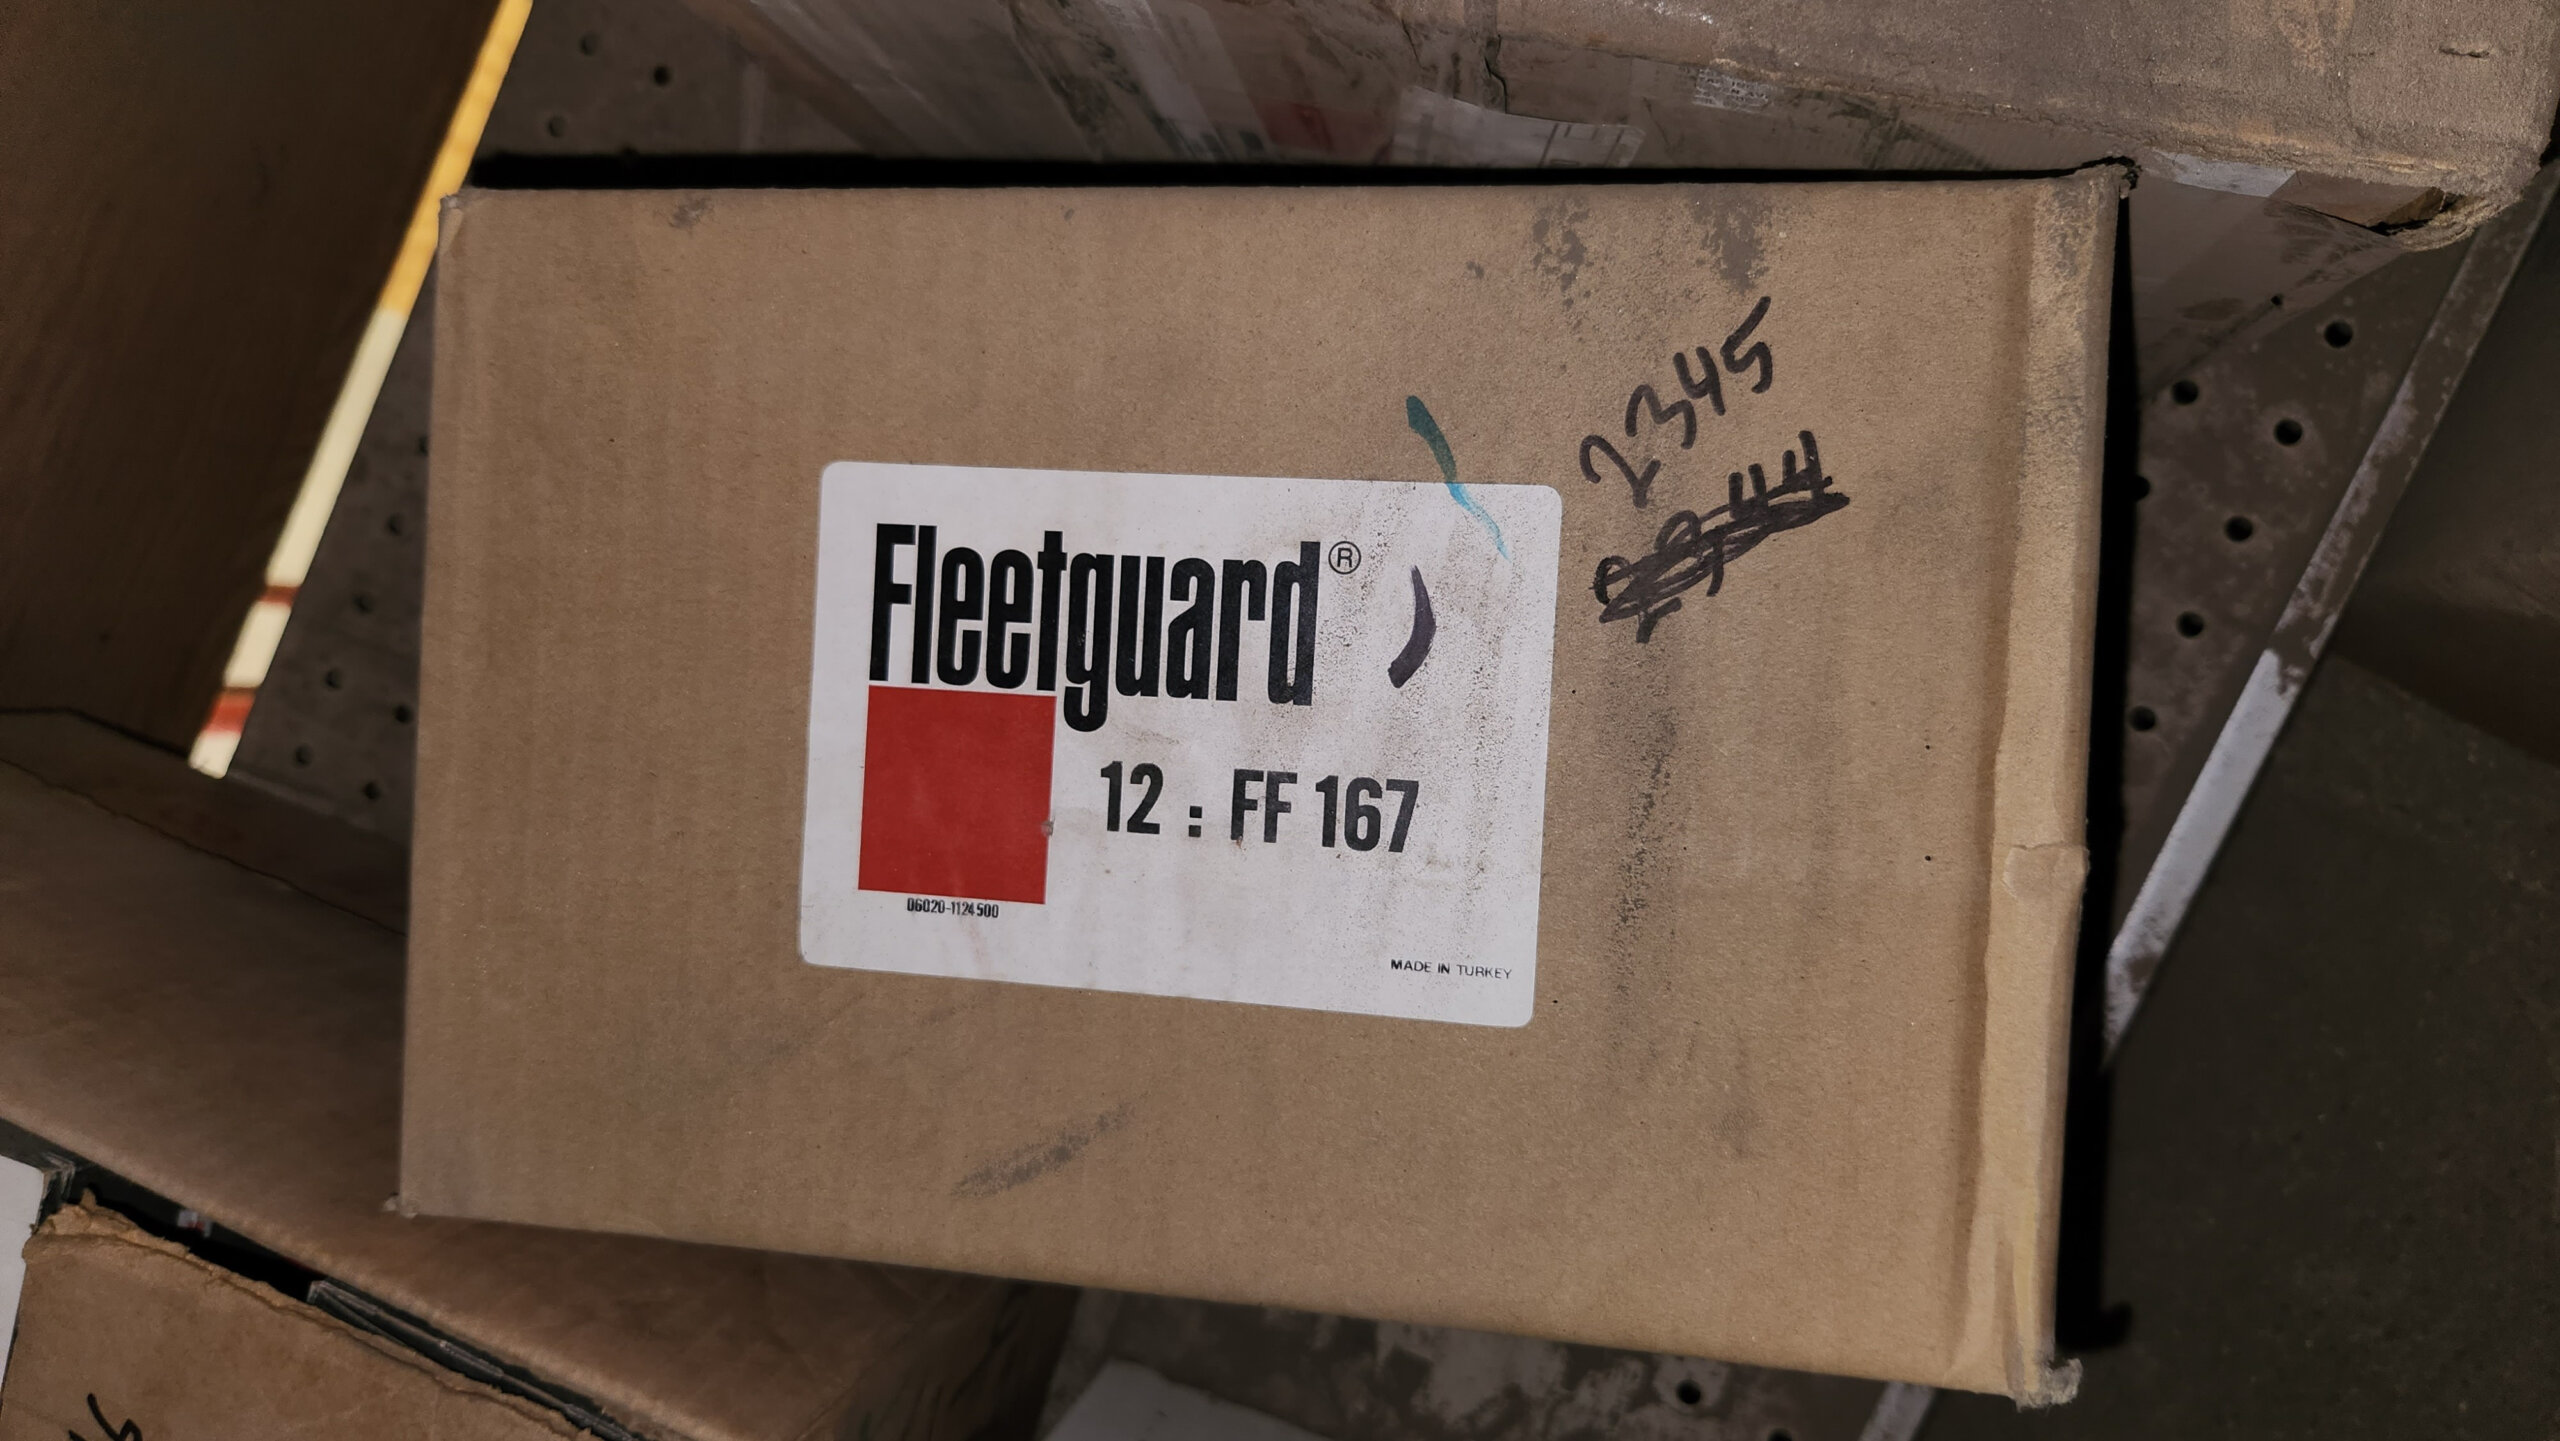 2345
Fleetguard®
12 : FF 167
06020-1124500
MADE IN TURKEY